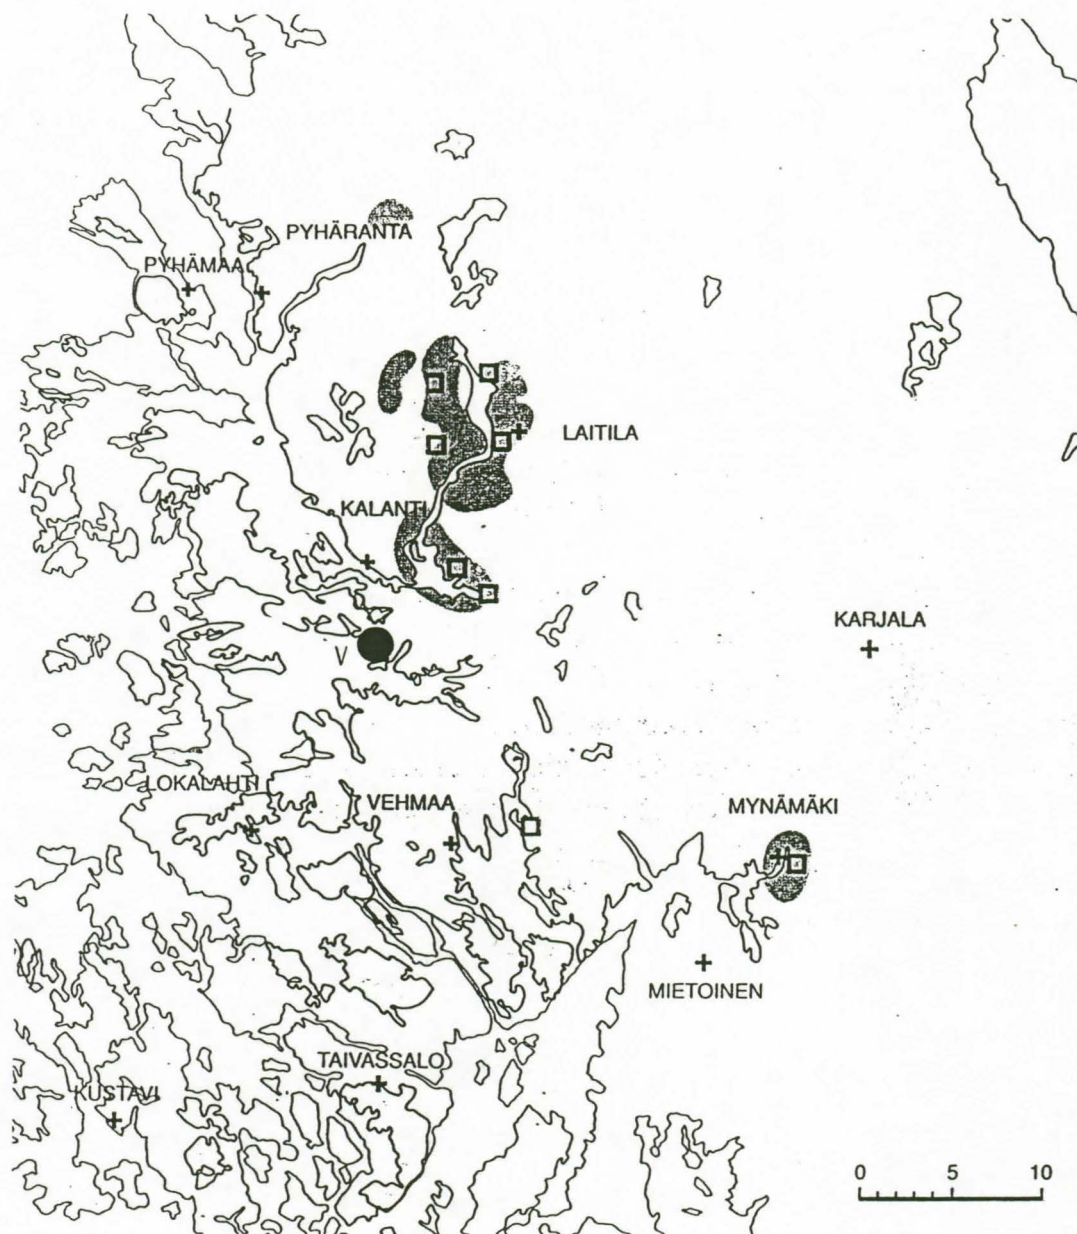 PYHÄRANTA
PYHÄMAA
LAITILA
KALANTI
KARJALA
V
LOKALAHTI
VEHMAA
MYNÄMÄKI
MIETOINEN
TAIVASSALO
KUSTAVI
0 5 10